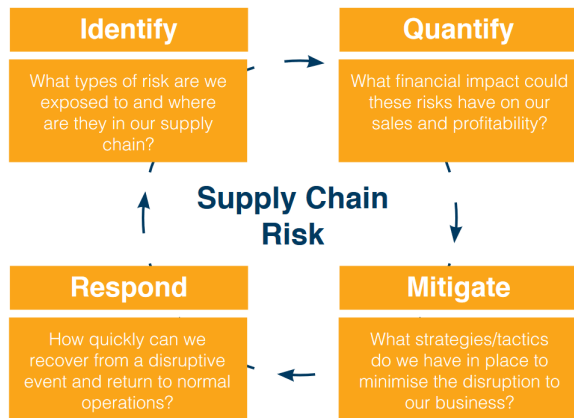 Identify
What types of risk are we
exposed to and where
are they in our supply
chain?
Quantify
What financial impact could
these risks have on our
sales and profitability?
Supply Chain
Risk
Respond
How quickly can we
recover from a disruptive
event and return to normal
operations?
Mitigate
What strategies/tactics
do we have in place to
minimise the disruption to
our business?